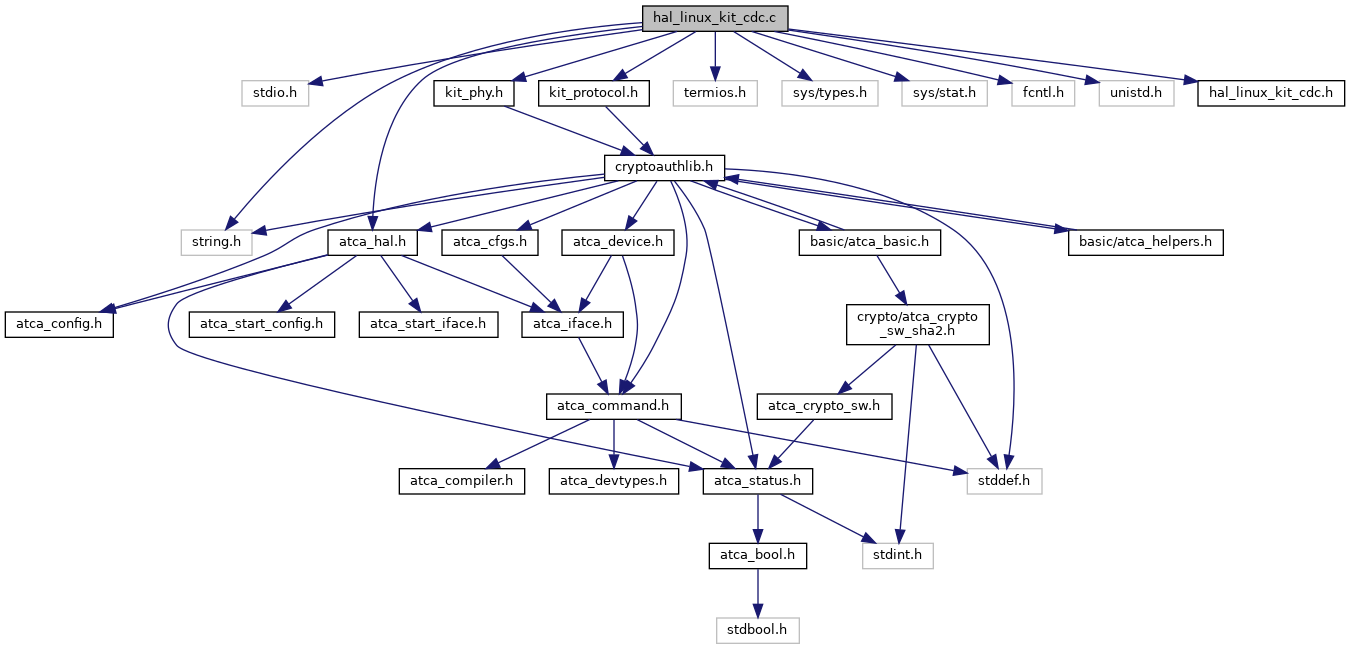 hal_linux_kit_cdc.c
stdio.h
kit_phy.h
kit_protocol.h
termios.h
sys/types.h
sys/stat.h
fcntl.h
unistd.h
hal_linux_kit_cdc.h
cryptoauthlib.h
string.h
atca_hal.h
atca_cfgs.h
atca_device.h
basic/atca_basic.h
basic/atca_helpers.h
atca_config.h
atca_start_config.h
atca_start_iface.h
atca_iface.h
crypto/atca_crypto
_sw_sha2.h
atca_command.h
atca_crypto_sw.h
atca_compiler.h
atca_devtypes.h
atca_status.h
stddef.h
atca_bool.h
stdint.h
stdbool.h